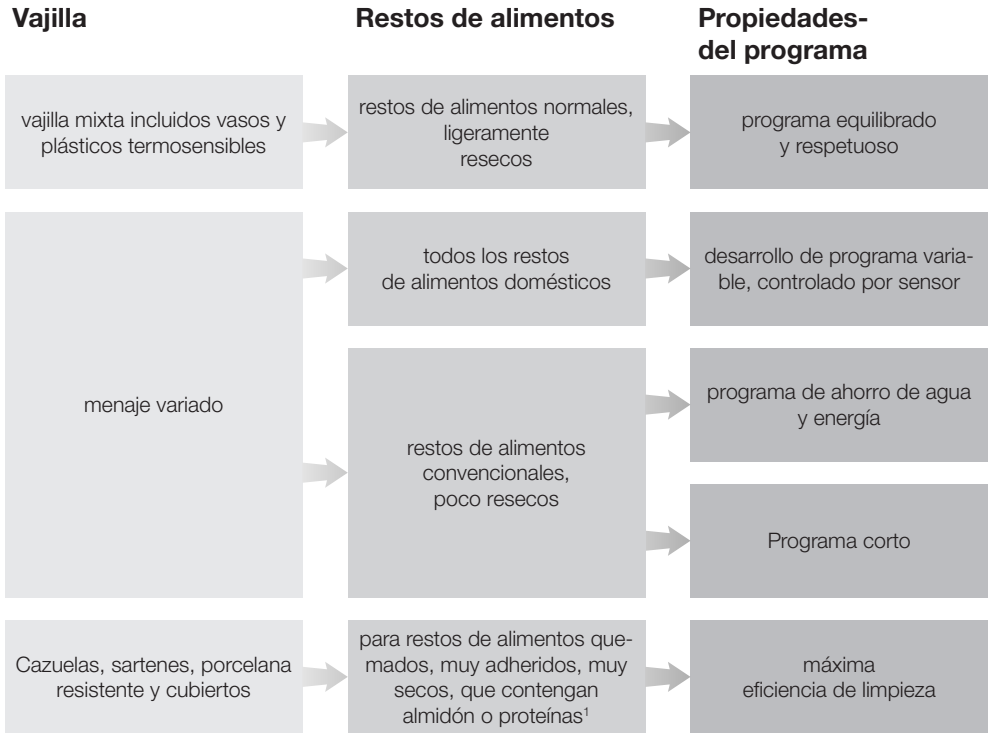 Vajilla
Restos de alimentos
Propiedades-
del programa
vajilla mixta incluidos vasos y
plásticos termosensibles
restos de alimentos normales,
ligeramente
resecos
programa equilibrado
y respetuoso
menaje variado
todos los restos
de alimentos domésticos
desarrollo de programa varia-
ble, controlado por sensor
restos de alimentos
convencionales,
poco resecos
programa de ahorro de agua
y energía
Programa corto
Cazuelas, sartenes, porcelana
resistente y cubiertos
para restos de alimentos que-
mados, muy adheridos, muy
secos, que contengan
almidón o proteínas¹
máxima
eficiencia de limpieza